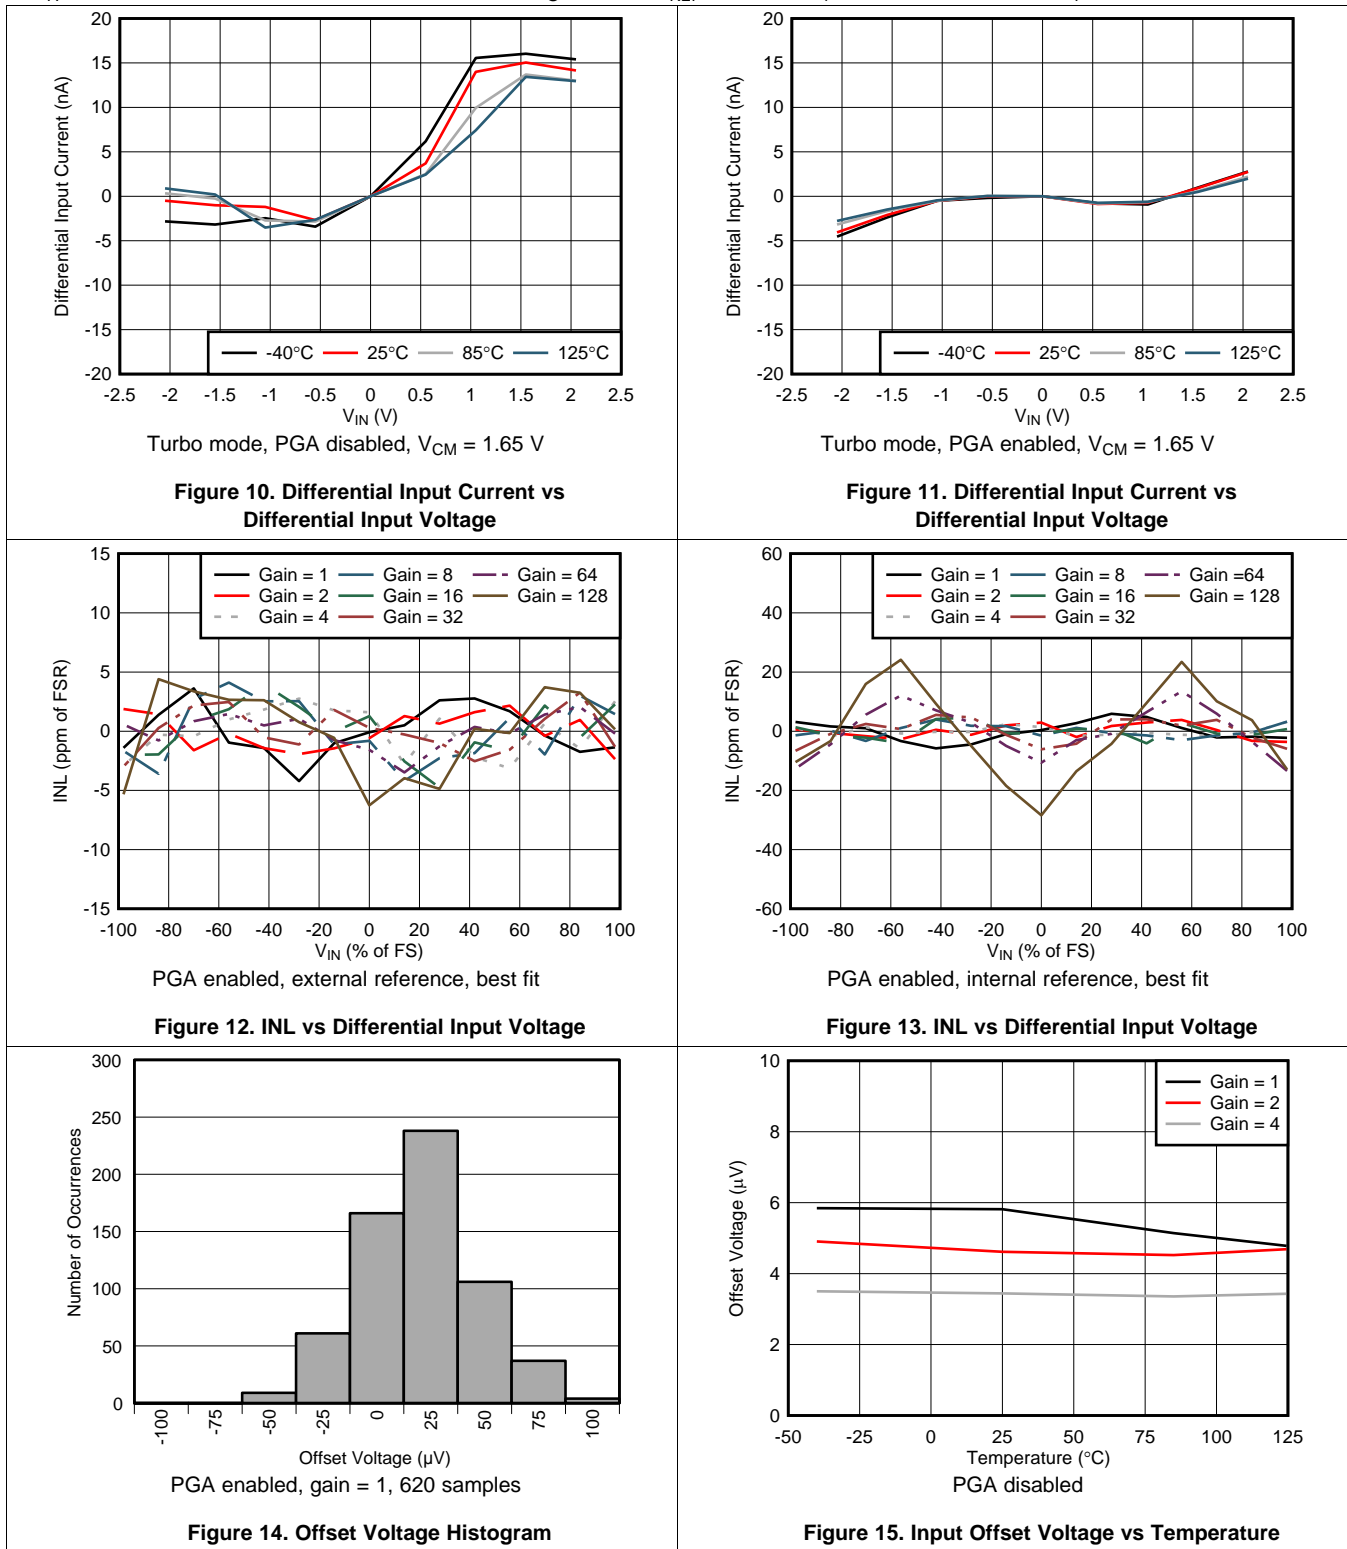 20
15
10
5
0
-5
-10
-15
-20
Differential Input Current (nA)
-40°C 25°C 85°C 125°C
-2.5 -2 -1.5 -1 -0.5 0 0.5 1 1.5 2 2.5
VIN (V)
Turbo mode, PGA disabled, VCM = 1.65 V
Figure 10. Differential Input Current vs
Differential Input Voltage
20
15
10
5
0
-5
-10
-15
-20
Differential Input Current (nA)
-40°C 25°C 85°C 125°C
-2.5 -2 -1.5 -1 -0.5 0 0.5 1 1.5 2 2.5
VIN (V)
Turbo mode, PGA enabled, VCM = 1.65 V
Figure 11. Differential Input Current vs
Differential Input Voltage
15
10
5
0
-5
-10
-15
INL (ppm of FSR)
Gain = 1 Gain = 8 Gain = 64
Gain = 2 Gain = 16 Gain = 128
Gain = 4 Gain = 32
-100 -80 -60 -40 -20 0 20 40 60 80 100
VIN (% of FS)
PGA enabled, external reference, best fit
Figure 12. INL vs Differential Input Voltage
60
40
20
0
-20
-40
-60
INL (ppm of FSR)
Gain = 1 Gain = 8 Gain =64
Gain = 2 Gain = 16 Gain = 128
Gain = 4 Gain = 32
-100 -80 -60 -40 -20 0 20 40 60 80 100
VIN (% of FS)
PGA enabled, internal reference, best fit
Figure 13. INL vs Differential Input Voltage
300
250
200
150
100
50
0
Number of Occurrences
-100 -75 -50 -25 0 25 50 75 100
Offset Voltage (µV)
PGA enabled, gain = 1, 620 samples
Figure 14. Offset Voltage Histogram
10
8
6
4
2
0
Offset Voltage (µV)
Gain = 1
Gain = 2
Gain = 4
-50 -25 0 25 50 75 100 125
Temperature (°C)
PGA disabled
Figure 15. Input Offset Voltage vs Temperature